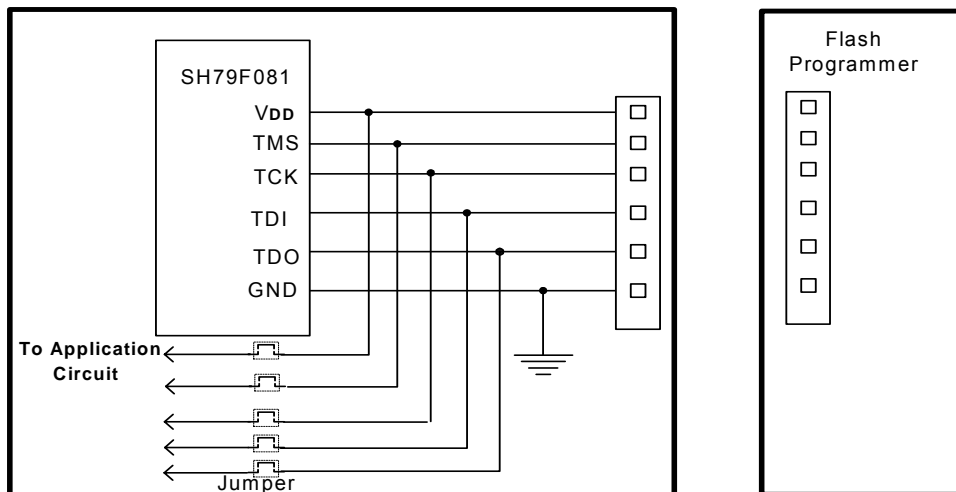 SH79F081
VDD
TMS
TCK
TDI
TDO
GND
To Application
Circuit
Jumper
Flash
Programmer